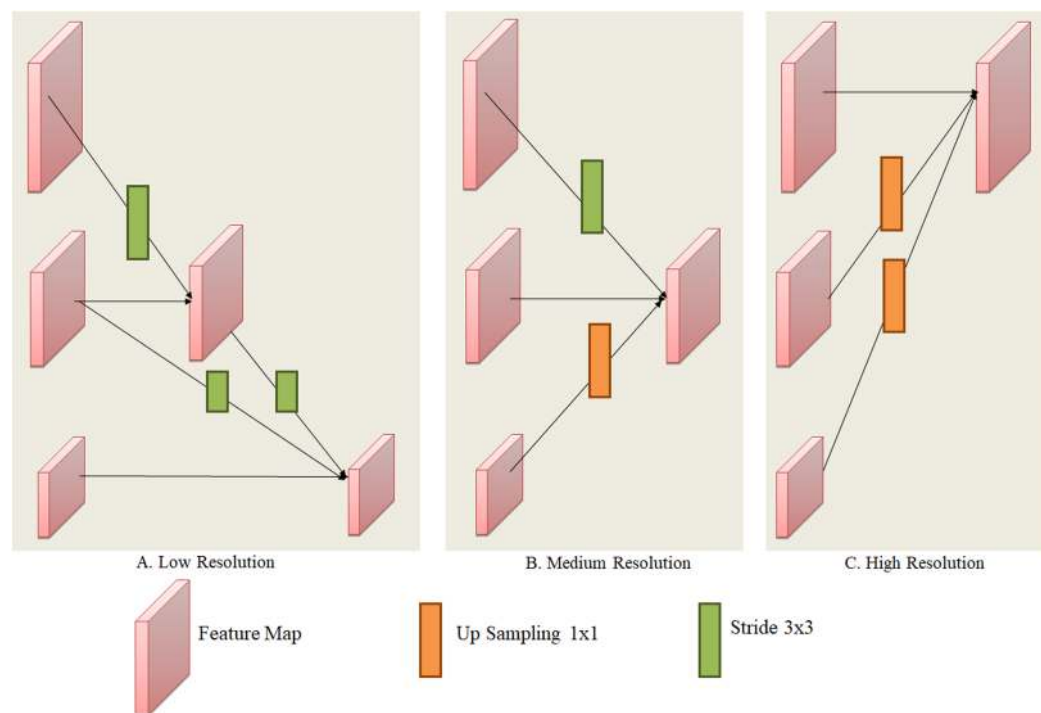 A. Low Resolution
B. Medium Resolution
C. High Resolution
Feature Map
Up Sampling 1x1
Stride 3x3